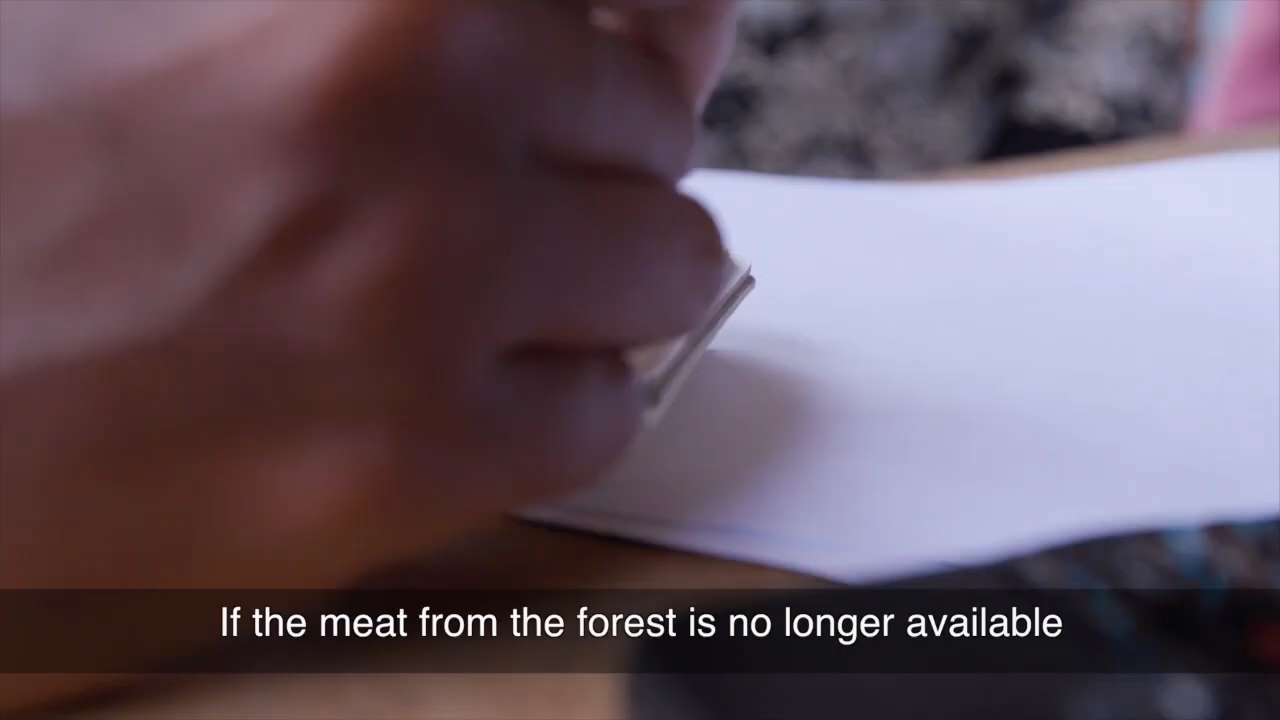 If the meat from the forest is no longer available